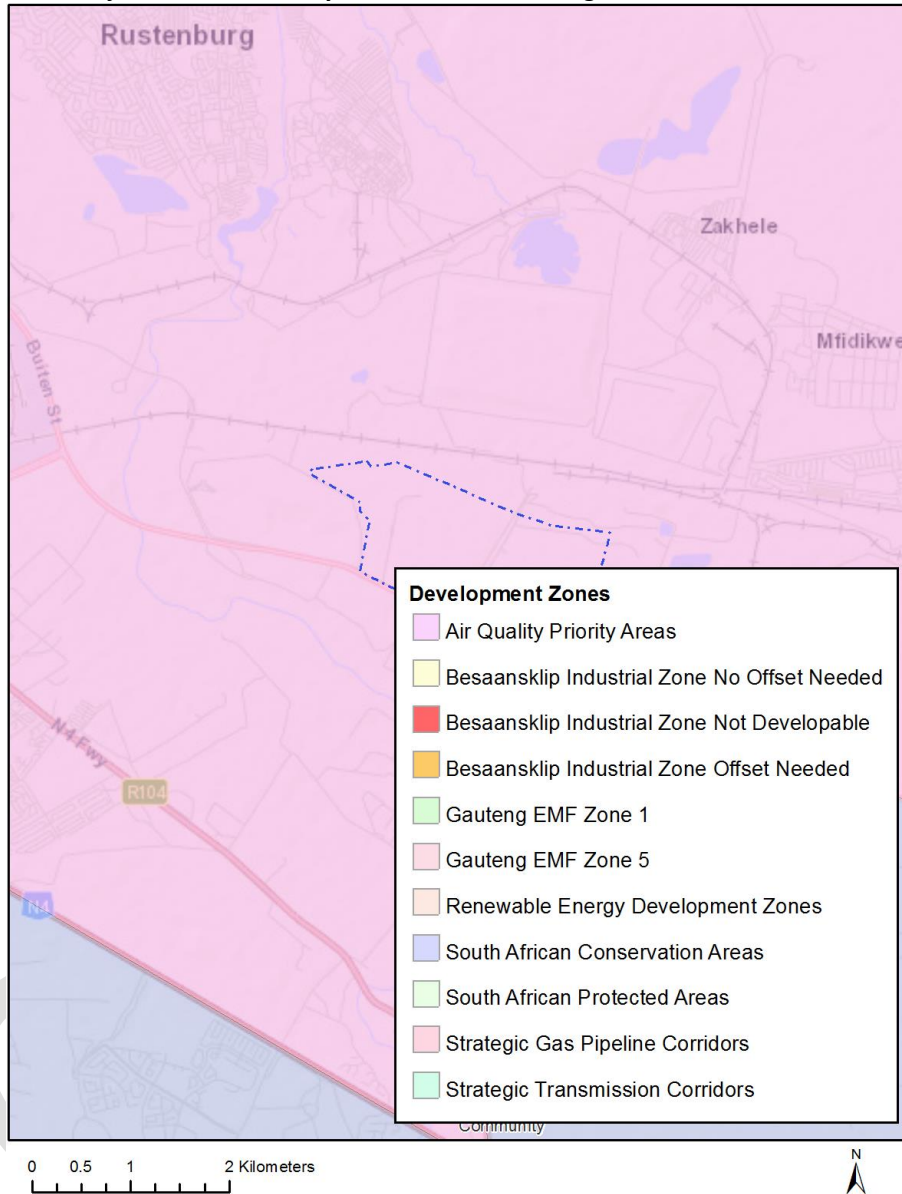 Rustenburg
Zakhele
Mfidikwe
Buiten St
N4 Fwy
R104
N4
Development Zones
Air Quality Priority Areas
Besaansklip Industrial Zone No Offset Needed
Besaansklip Industrial Zone Not Developable
Besaansklip Industrial Zone Offset Needed
Gauteng EMF Zone 1
Gauteng EMF Zone 5
Renewable Energy Development Zones
South African Conservation Areas
South African Protected Areas
Strategic Gas Pipeline Corridors
Strategic Transmission Corridors
Community
0 0.5 1 2 Kilometers
N